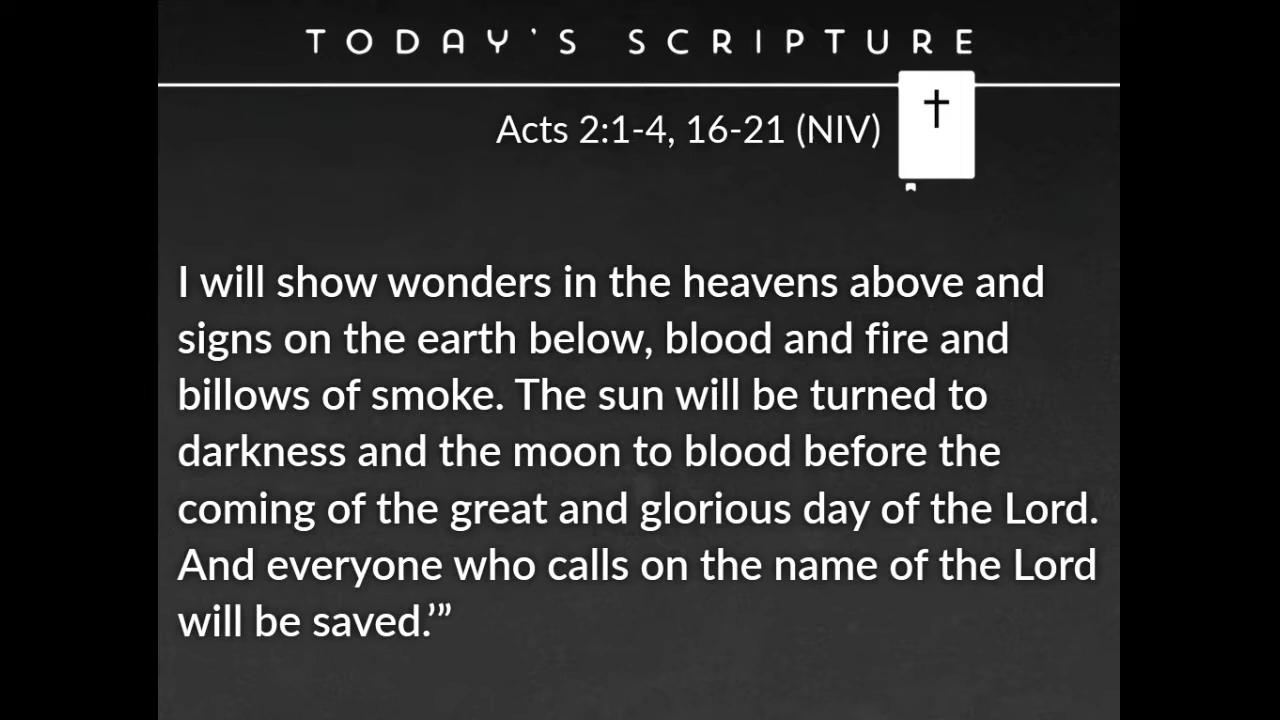 TODAY'S SCRIPTURE
Acts 2:1-4, 16-21 (NIV)
I will show wonders in the heavens above and
signs on the earth below, blood and fire and
billows of smoke. The sun will be turned to
darkness and the moon to blood before the
coming of the great and glorious day of the Lord.
And everyone who calls on the name of the Lord
will be saved.’”